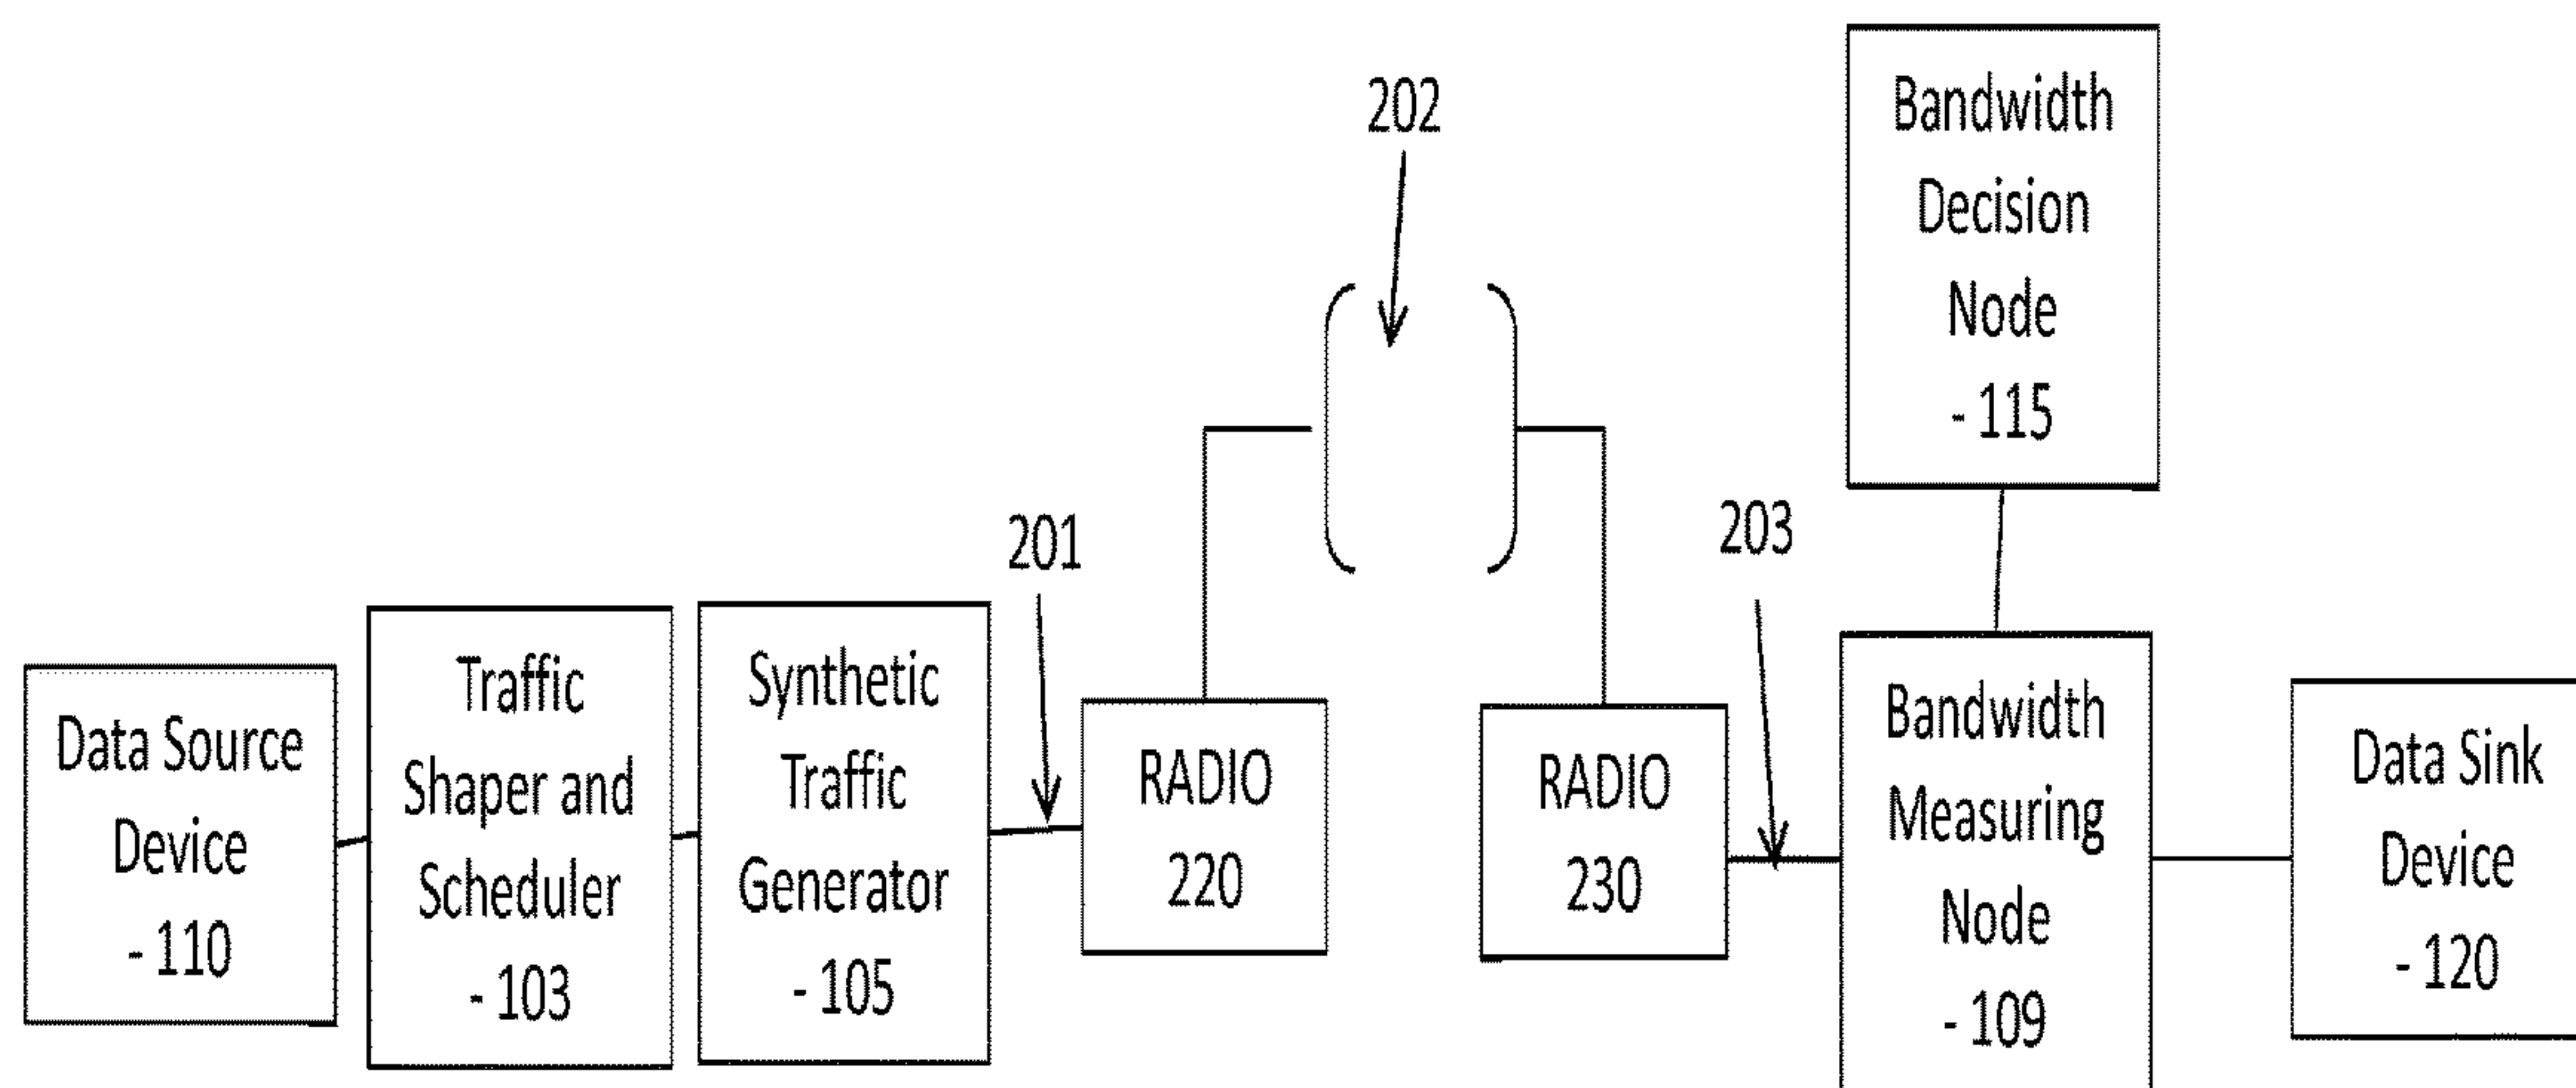 202
Bandwidth
Decision
Node
- 115
201
203
Data Source
Device
- 110
Traffic
Shaper and
Scheduler
- 103
Synthetic
Traffic
Generator
- 105
RADIO
220
RADIO
230
Bandwidth
Measuring
Node
- 109
Data Sink
Device
- 120